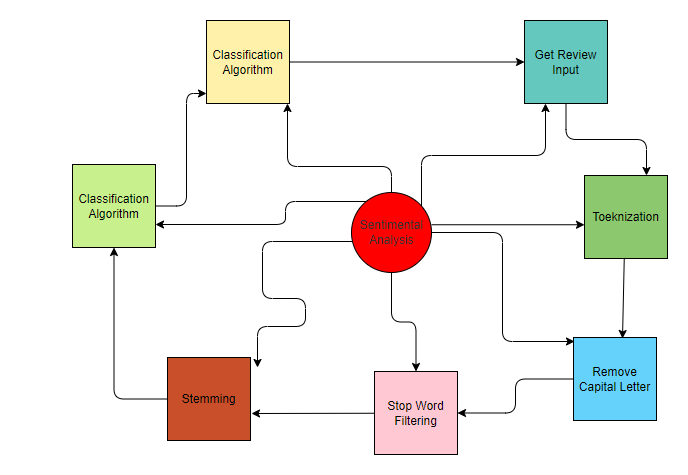 Classification
Algorithm
Get Review
Input
Classification
Algorithm
Toeknization
Sentimental
Analysis
Remove
Capital Letter
Stemming
Stop Word
Filtering